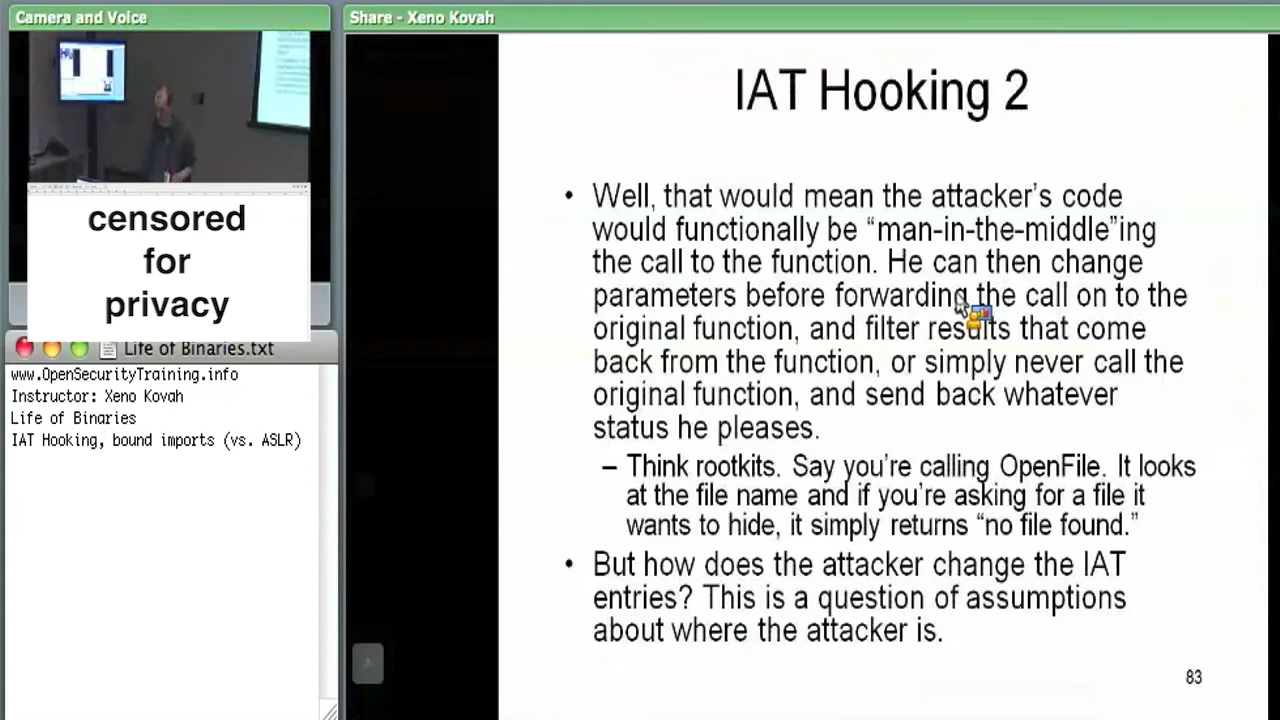 Camera and Voice
Share - Xeno Kovah
censored
for
privacy
Life of Binaries.txt
www.OpenSecurityTraining.info
Instructor: Xeno Kovah
Life of Binaries
IAT Hooking, bound imports (vs. ASLR)
IAT Hooking 2
• Well, that would mean the attacker's code
would functionally be “man-in-the-middle”ing
the call to the function. He can then change
parameters before forwarding the call on to the
original function, and filter results that come
back from the function, or simply never call the
original function, and send back whatever
status he pleases.
– Think rootkits. Say you're calling OpenFile. It looks
at the file name and if you're asking for a file it
wants to hide, it simply returns “no file found.”
• But how does the attacker change the IAT
entries? This is a question of assumptions
about where the attacker is.
83